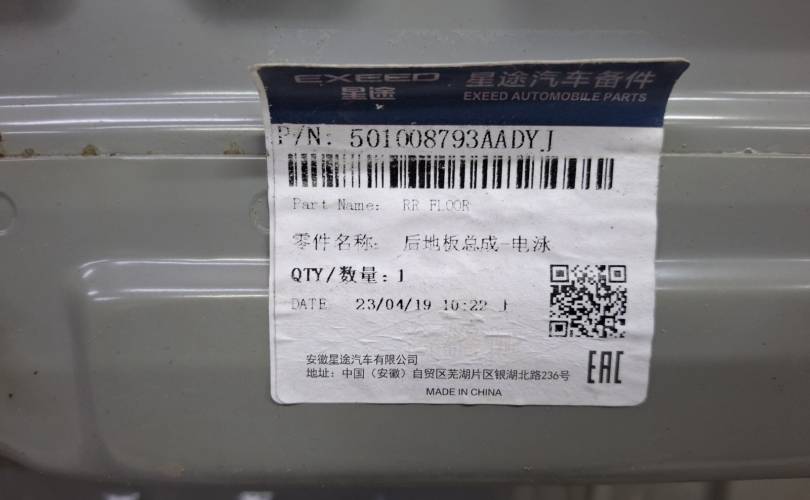 EXEED 星途汽车备件
星途 EXEED AUTOMOBILE PARTS
P/N: 501008793AADYJ
Part Name: RR FLOOR
零件名称: 后地板总成-电泳
QTY/数量: 1
DATE 23/04/19 10:22
安徽星途汽车有限公司
地址: 中国（安徽）自贸区芜湖片区银湖北路236号
EAC
MADE IN CHINA